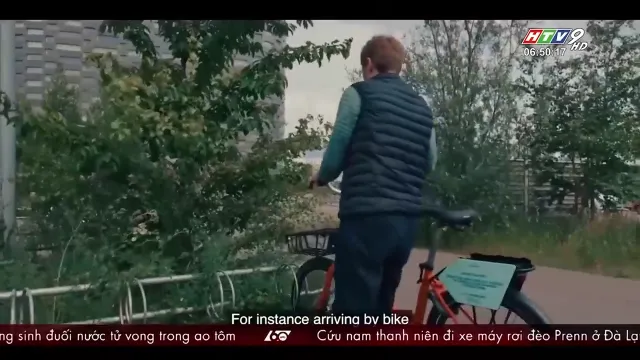 HTV9 HD
06:50:17
For instance arriving by bike
ng sinh đuối nước tử vong trong ao tôm
60
Cứu nam thanh niên đi xe máy rơi đèo Prenn ở Đà Lạ